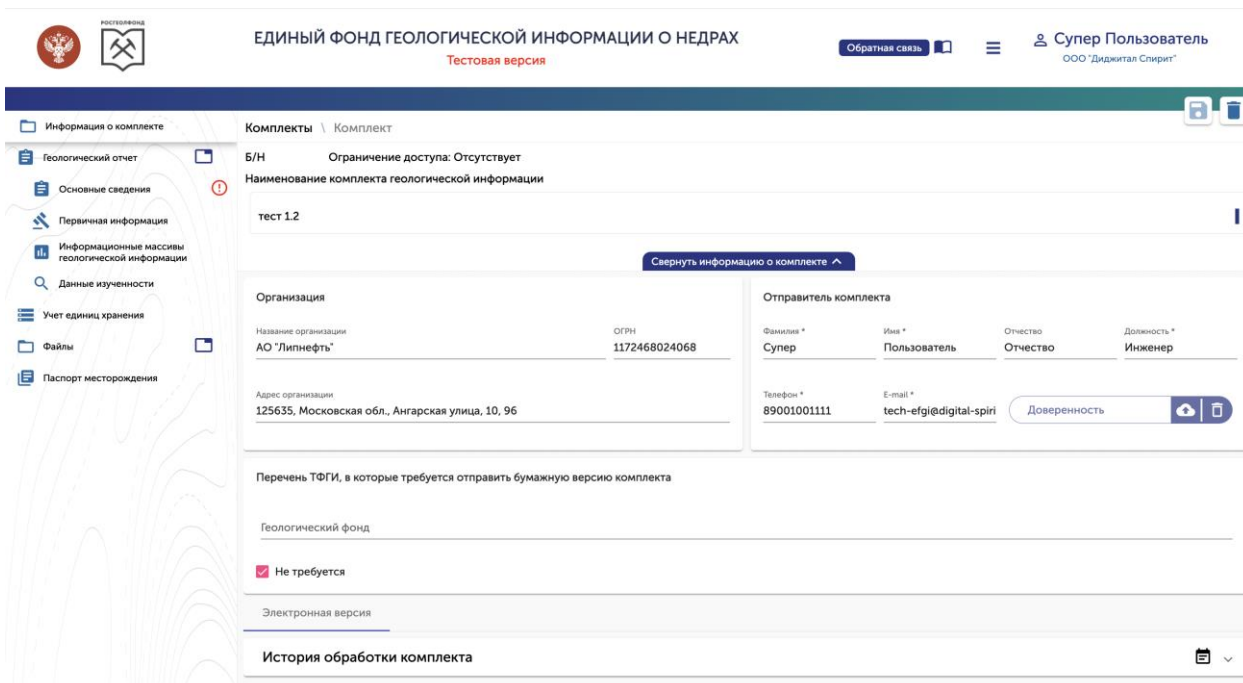 РОСГЕОЛФОНД
ЕДИНЫЙ ФОНД ГЕОЛОГИЧЕСКОЙ ИНФОРМАЦИИ О НЕДРАХ
Тестовая версия
Обратная связь
Супер Пользователь
ООО "Диджитал Спирит"
Информация о комплекте
Геологический отчет
Основные сведения
Первичная информация
Информационные массивы
геологической информации
Данные изученности
Учет единиц хранения
Файлы
Паспорт месторождения
Комплекты \ Комплект
Б/Н Ограничение доступа: Отсутствует
Наименование комплекта геологической информации
тест 1.2
Свернуть информацию о комплекте
Организация
Название организации ОГРН
АО "Липнефть" 1172468024068
Адрес организации
125635, Московская обл., Ангарская улица, 10, 96
Отправитель комплекта
Фамилия * Имя * Отчество Должность *
Супер Пользователь Отчество Инженер
Телефон * E-mail *
89001001111 tech-efgi@digital-spiri Доверенность
Перечень ТФГИ, в которые требуется отправить бумажную версию комплекта
Геологический фонд
Не требуется
Электронная версия
История обработки комплекта